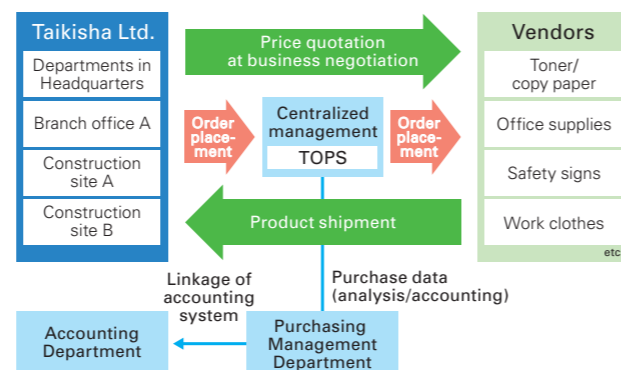 Taikisha Ltd.
Departments in
Headquarters
Branch office A
Construction
site A
Construction
site B
Price quotation
at business negotiation
Order
place-
ment
Centralized
management
TOPS
Order
place-
ment
Product shipment
Vendors
Toner/
copy paper
Office supplies
Safety signs
Work clothes
etc
Linkage of
accounting
system
Purchase data
(analysis/accounting)
Accounting
Department
Purchasing
Management
Department